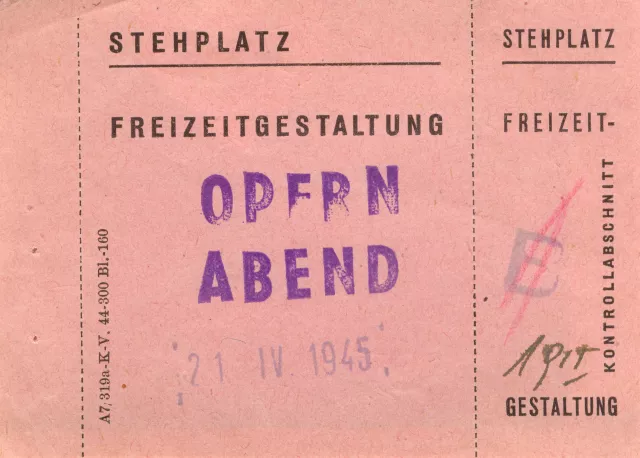 A7/319a-K.-V. 44-300 Bl.-160
STEHPLATZ
FREIZEITGESTALTUNG
OPERN
ABEND
21 IV 1945
STEHPLATZ
FREIZEIT-
E
KONTROLLABSCHNITT
GESTALTUNG